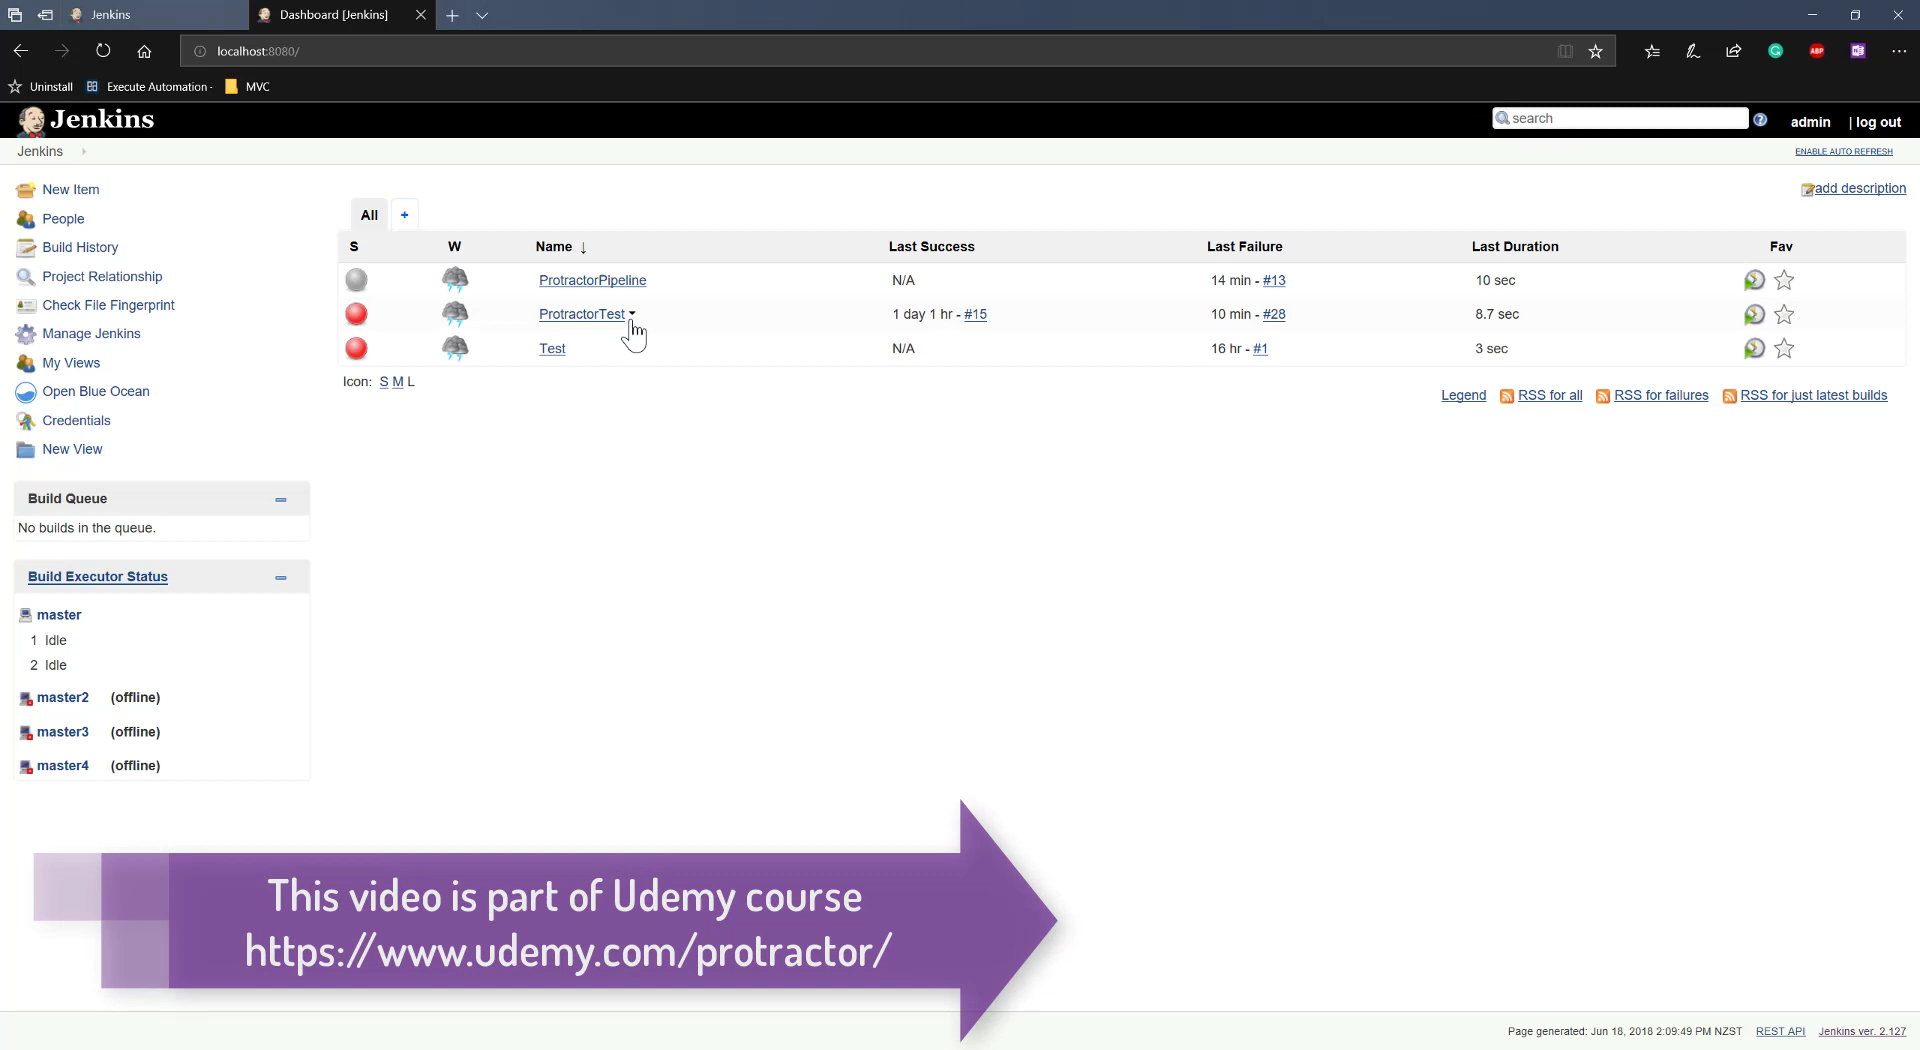 Jenkins
Dashboard [Jenkins]
localhost:8080/
ABP
N
Uninstall
Execute Automation -
MVC
Jenkins
search
?
admin
| log out
Jenkins
ENABLE AUTO REFRESH
New Item
People
Build History
Project Relationship
Check File Fingerprint
Manage Jenkins
My Views
Open Blue Ocean
Credentials
New View
add description
All
+
S W Name ↓ Last Success Last Failure Last Duration Fav
ProtractorPipeline N/A 14 min - #13 10 sec
ProtractorTest 1 day 1 hr - #15 10 min - #28 8.7 sec
Test N/A 16 hr - #1 3 sec
Icon: S M L
Legend RSS for all RSS for failures RSS for just latest builds
Build Queue
No builds in the queue.
Build Executor Status
master
1 Idle
2 Idle
master2 (offline)
master3 (offline)
master4 (offline)
This video is part of Udemy course
https://www.udemy.com/protractor/
Page generated: Jun 18, 2018 2:09:49 PM NZST REST API Jenkins ver. 2.127